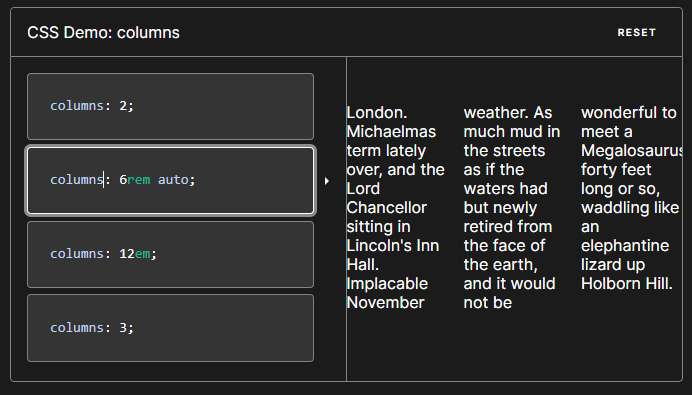 CSS Demo: columns
RESET
columns: 2;
columns: 6rem auto;
columns: 12em;
columns: 3;
London.
Michaelmas
term lately
over, and the
Lord
Chancellor
sitting in
Lincoln's Inn
Hall.
Implacable
November
weather. As
much mud in
the streets
as if the
waters had
but newly
retired from
the face of
the earth,
and it would
not be
wonderful to
meet a
Megalosaurus,
forty feet
long or so,
waddling like
an
elephantine
lizard up
Holborn Hill.